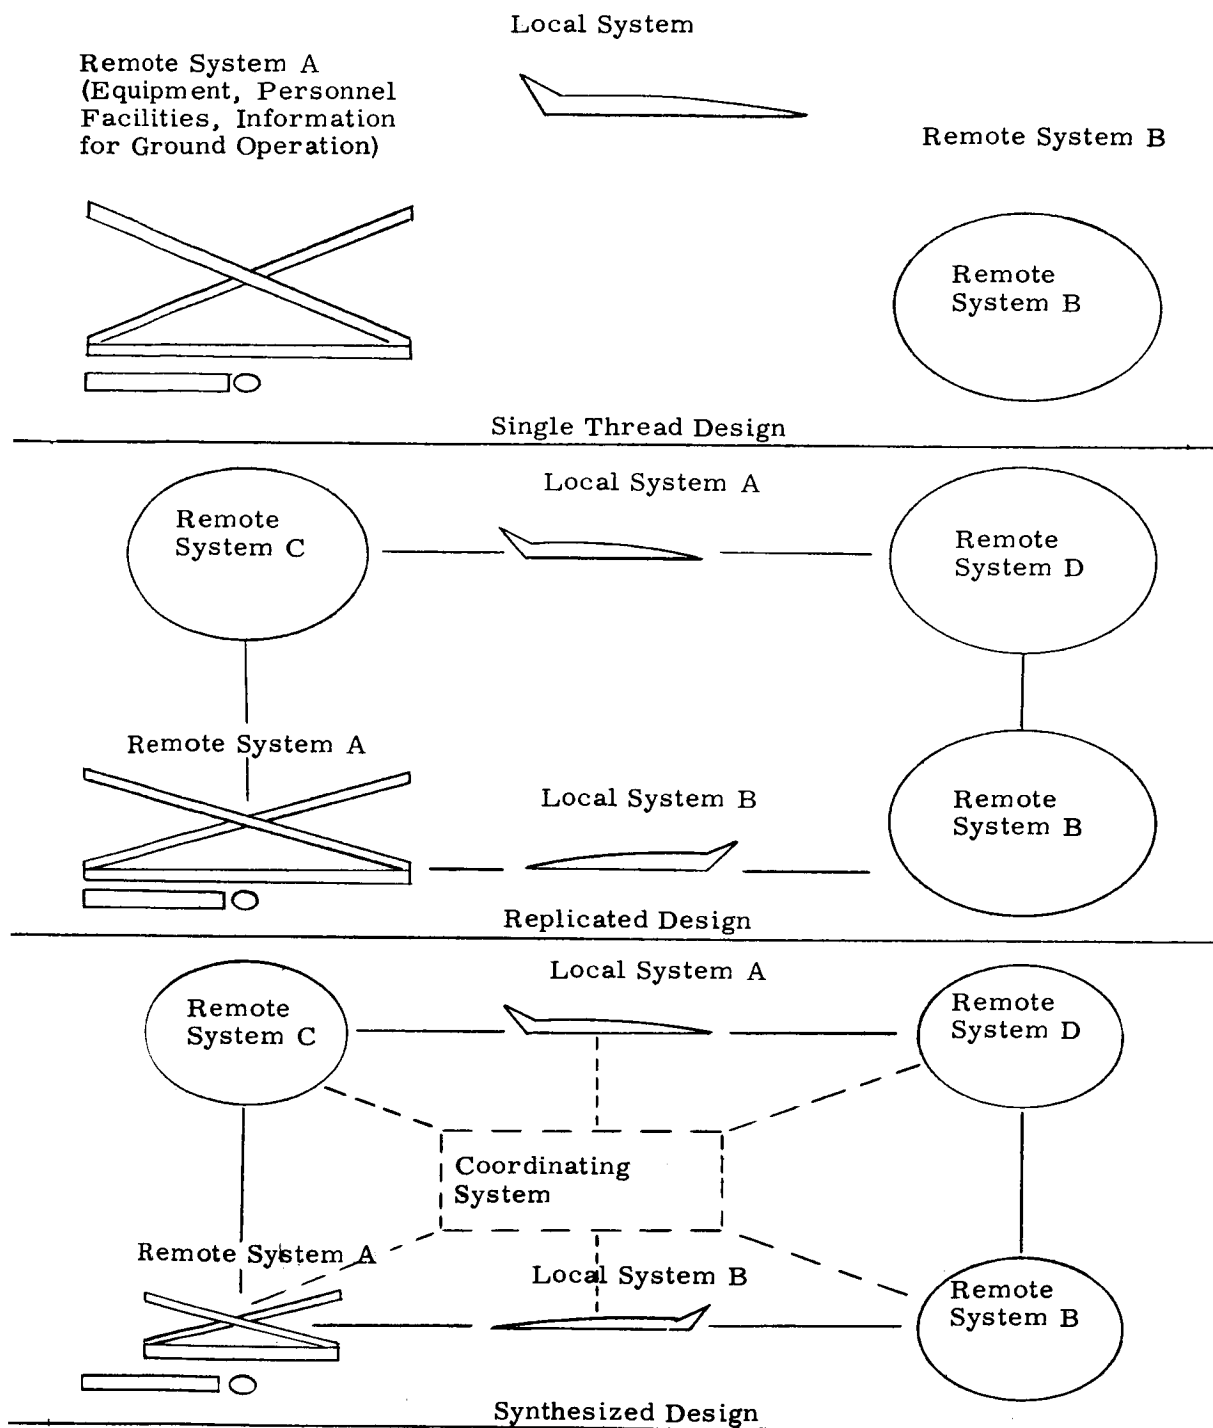 Local System
Remote System A
(Equipment, Personnel
Facilities, Information
for Ground Operation)
Remote System B
Remote
System B
Single Thread Design
Local System A
Remote
System C
Remote
System D
Remote System A
Local System B
Remote
System B
Replicated Design
Local System A
Remote
System C
Remote
System D
Coordinating
System
Remote System A
Local System B
Remote
System B
Synthesized Design